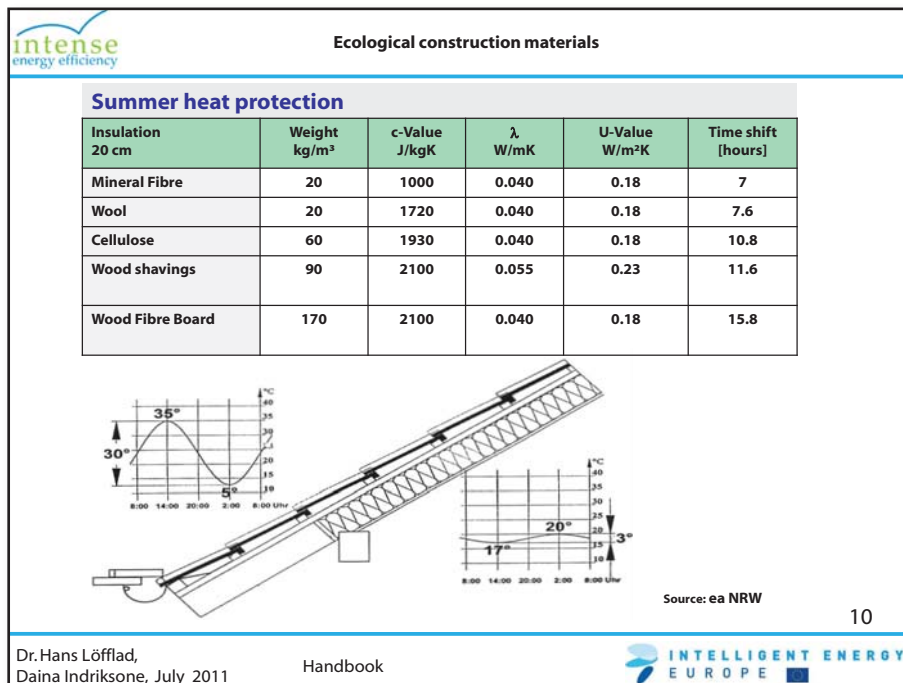 intense
energy efficiency
Ecological construction materials
Summer heat protection
Insulation 20 cm Weight kg/m³ c-Value J/kgK λ W/mK U-Value W/m²K Time shift [hours]
Mineral Fibre 20 1000 0.040 0.18 7
Wool 20 1720 0.040 0.18 7.6
Cellulose 60 1930 0.040 0.18 10.8
Wood shavings 90 2100 0.055 0.23 11.6
Wood Fibre Board 170 2100 0.040 0.18 15.8
°C
40
35°
35
30
30°
20
15
5°
10
8:00 14:00 20:00 2:00 8:00 Uhr
°C
40
35
30
25
20°
20
3°
17°
15
10
8:00 14:00 20:00 2:00 8:00 Uhr
Source: ea NRW
10
Dr. Hans Löfflad,
Daina Indriksone, July 2011
Handbook
INTELLIGENT ENERGY
EUROPE